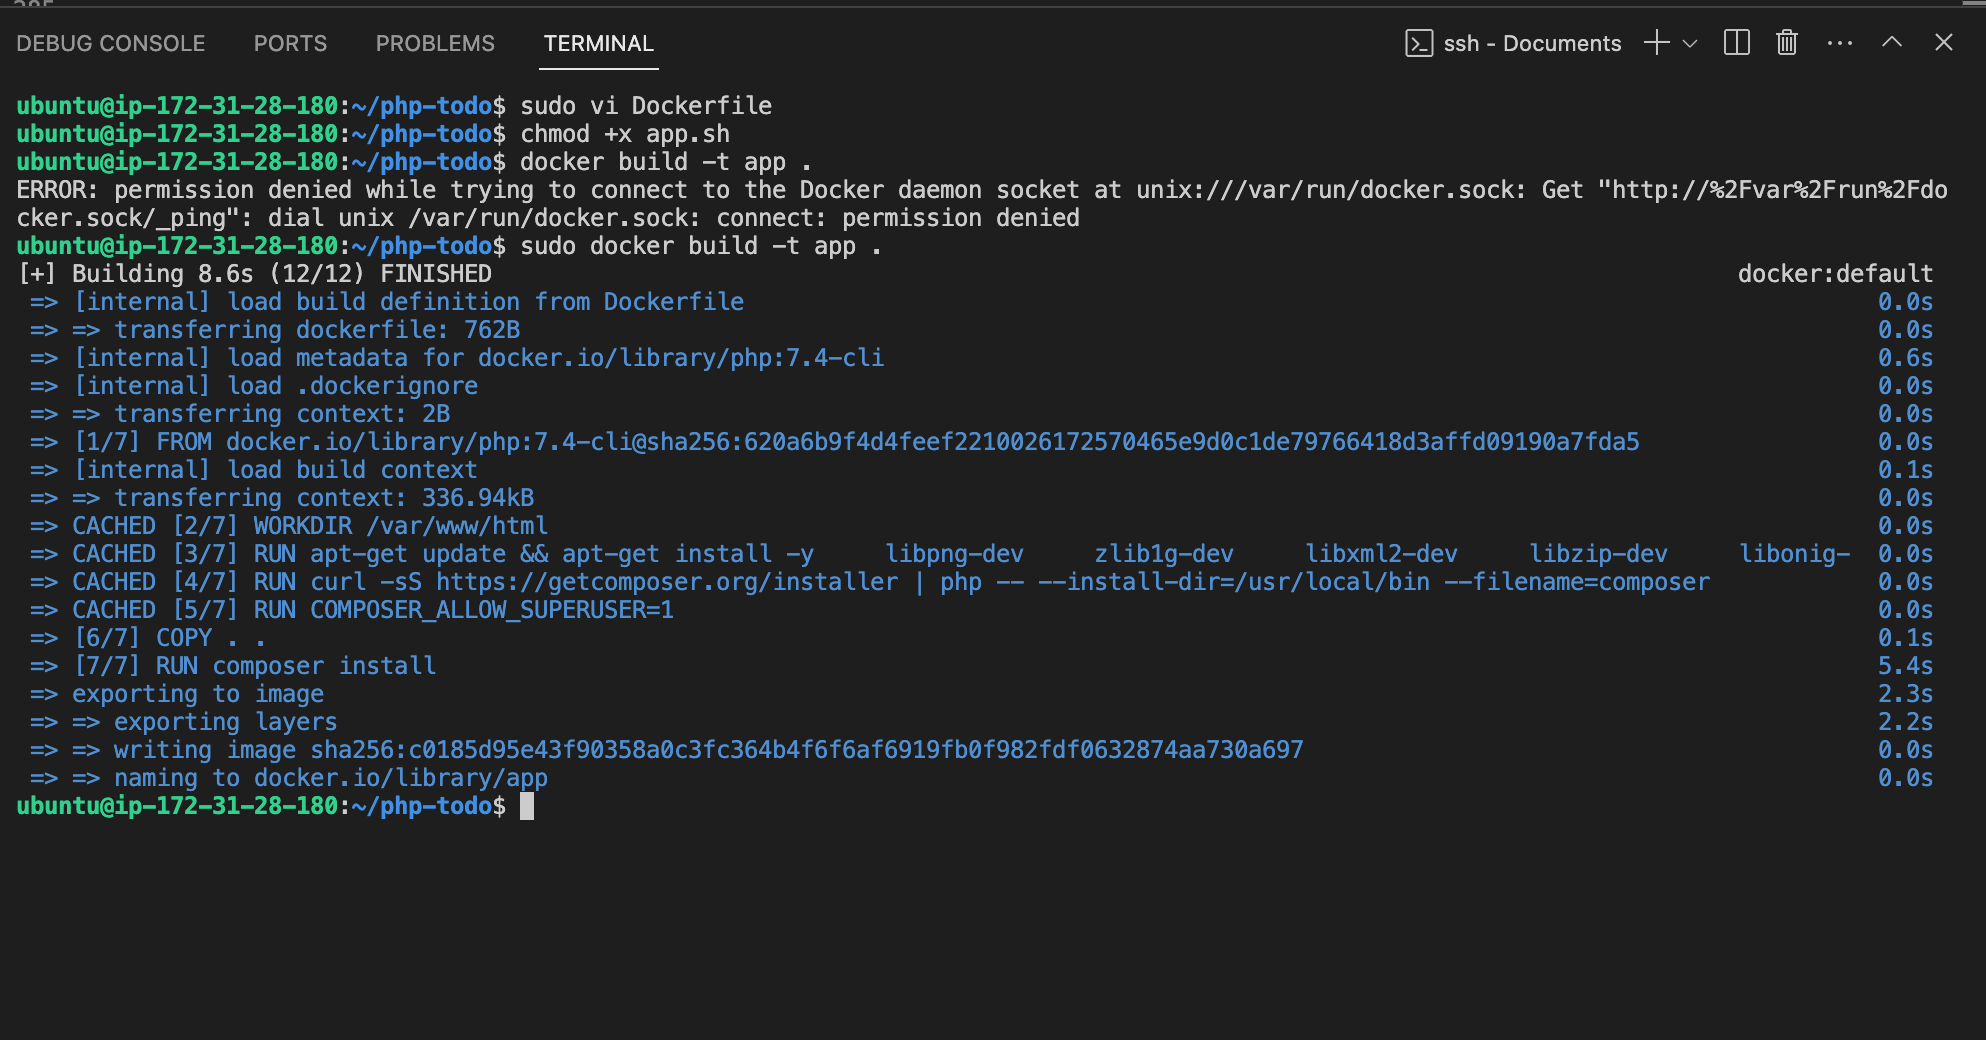 DEBUG CONSOLE PORTS PROBLEMS TERMINAL ssh - Documents
ubuntu@ip-172-31-28-180:~/php-todo$ sudo vi Dockerfile
ubuntu@ip-172-31-28-180:~/php-todo$ chmod +x app.sh
ubuntu@ip-172-31-28-180:~/php-todo$ docker build -t app .
ERROR: permission denied while trying to connect to the Docker daemon socket at unix:///var/run/docker.sock: Get "http://%2Fvar%2Frun%2Fdo
cker.sock/_ping": dial unix /var/run/docker.sock: connect: permission denied
ubuntu@ip-172-31-28-180:~/php-todo$ sudo docker build -t app .
[+] Building 8.6s (12/12) FINISHED docker:default
=> [internal] load build definition from Dockerfile 0.0s
=> => transferring dockerfile: 762B 0.0s
=> [internal] load metadata for docker.io/library/php:7.4-cli 0.6s
=> [internal] load .dockerignore 0.0s
=> => transferring context: 2B 0.0s
=> [1/7] FROM docker.io/library/php:7.4-cli@sha256:620a6b9f4d4feef2210026172570465e9d0c1de79766418d3affd09190a7fda5 0.0s
=> [internal] load build context 0.1s
=> => transferring context: 336.94kB 0.0s
=> CACHED [2/7] WORKDIR /var/www/html 0.0s
=> CACHED [3/7] RUN apt-get update && apt-get install -y libpng-dev zlib1g-dev libxml2-dev libzip-dev libonig- 0.0s
=> CACHED [4/7] RUN curl -sS https://getcomposer.org/installer | php -- --install-dir=/usr/local/bin --filename=composer 0.0s
=> CACHED [5/7] RUN COMPOSER_ALLOW_SUPERUSER=1 0.0s
=> [6/7] COPY . . 0.1s
=> [7/7] RUN composer install 5.4s
=> exporting to image 2.3s
=> => exporting layers 2.2s
=> => writing image sha256:c0185d95e43f90358a0c3fc364b4f6f6af6919fb0f982fdf0632874aa730a697 0.0s
=> => naming to docker.io/library/app 0.0s
ubuntu@ip-172-31-28-180:~/php-todo$